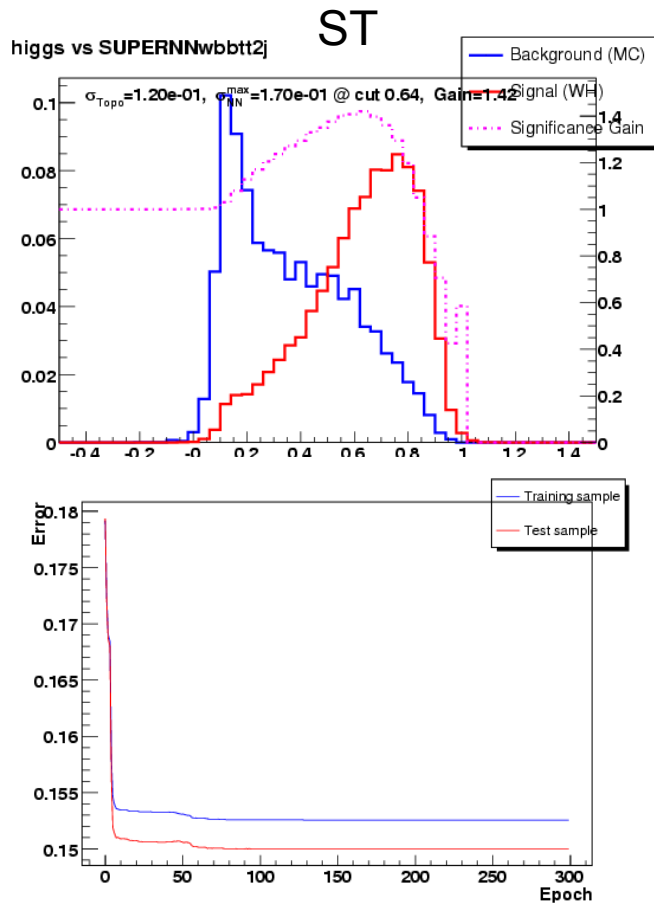 ST
higgs vs SUPERNNwbbtt2j
Background (MC)
Signal (WH)
Significance Gain
σTopo=1.20e-01, σNNmax=1.70e-01 @ cut 0.64, Gain=1.42
0.1
0.08
0.06
0.04
0.02
0
1.4
1.2
1
0.8
0.6
0.4
0.2
0
-0.4 -0.2 -0 0.2 0.4 0.6 0.8 1 1.2 1.4
Training sample
Test sample
Error
0.18
0.175
0.17
0.165
0.16
0.155
0.15
0 50 100 150 200 250 300
Epoch